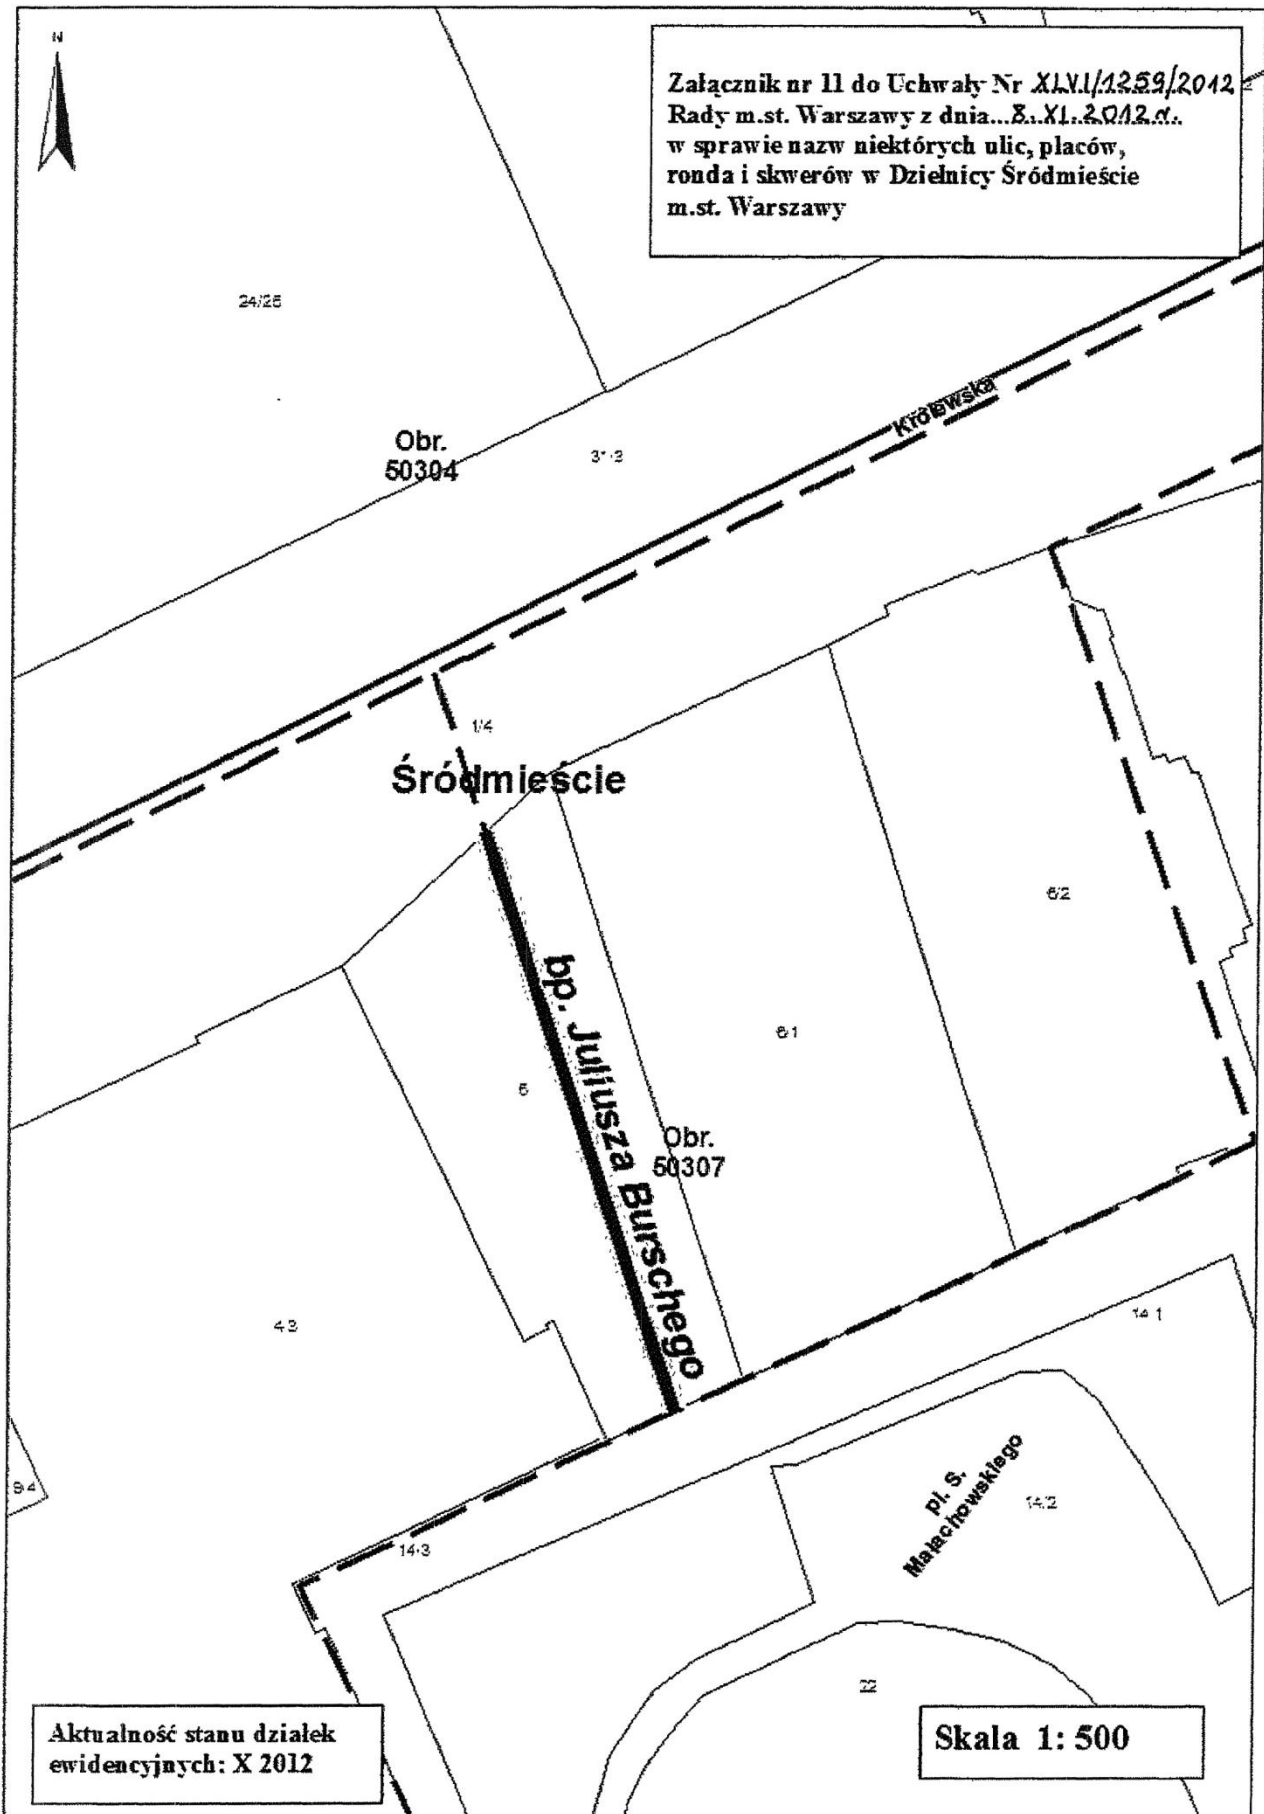 N
Załącznik nr 11 do Uchwały Nr XLVI/1259/2012
Rady m.st. Warszawy z dnia...8.XI.2012 r.
w sprawie nazw niektórych ulic, placów,
ronda i skwerów w Dzielnicy Śródmieście
m.st. Warszawy
24/25
Królewska
Obr.
50304
1/4
Śródmieście
6/2
bp. Juliusza Burschego
6/1
Obr.
50307
4/3
14/1
pl. S.
Małachowskiego
14/2
9/4
14/3
22
Aktualność stanu działek
ewidencyjnych: X 2012
Skala 1: 500